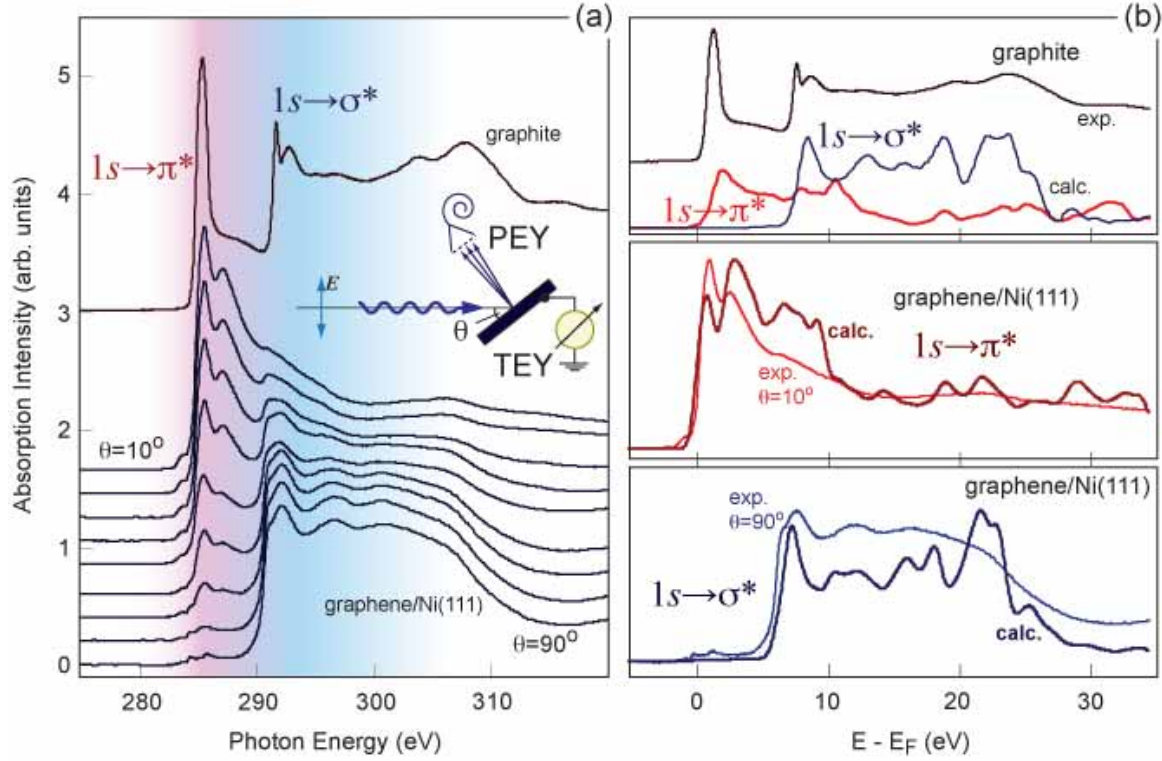 (a)
5
4
3
2
1
0
Absorption Intensity (arb. units)
1s→π*
1s→σ*
graphite
PEY
E
θ
TEY
θ=10°
graphene/Ni(111)
θ=90°
280
290
300
310
Photon Energy (eV)
(b)
graphite
exp.
1s→σ*
calc.
1s→π*
graphene/Ni(111)
calc.
1s→π*
exp.
θ=10°
graphene/Ni(111)
exp.
θ=90°
1s→σ*
calc.
0
10
20
30
E - EF (eV)